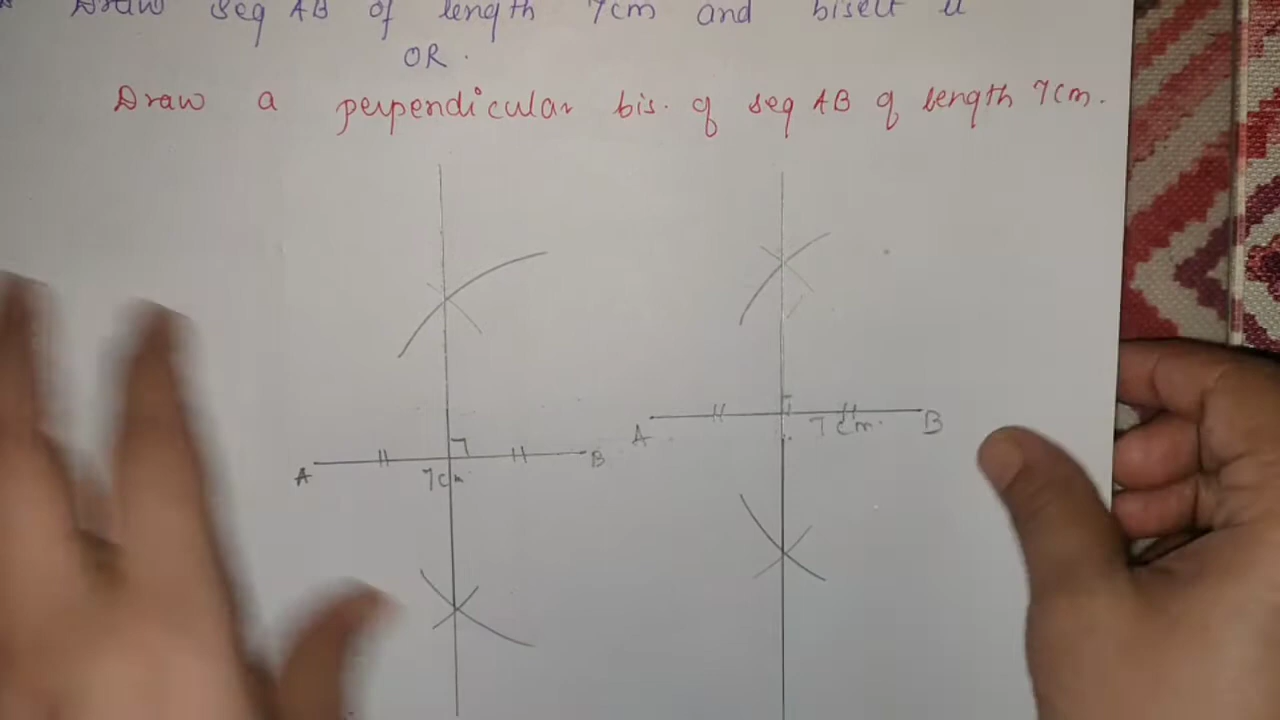 Draw seg AB of length 7cm and bisect it
OR.
Draw a perpendicular bis. of seg AB of length 7cm.
A 7cm B
A 7cm. B